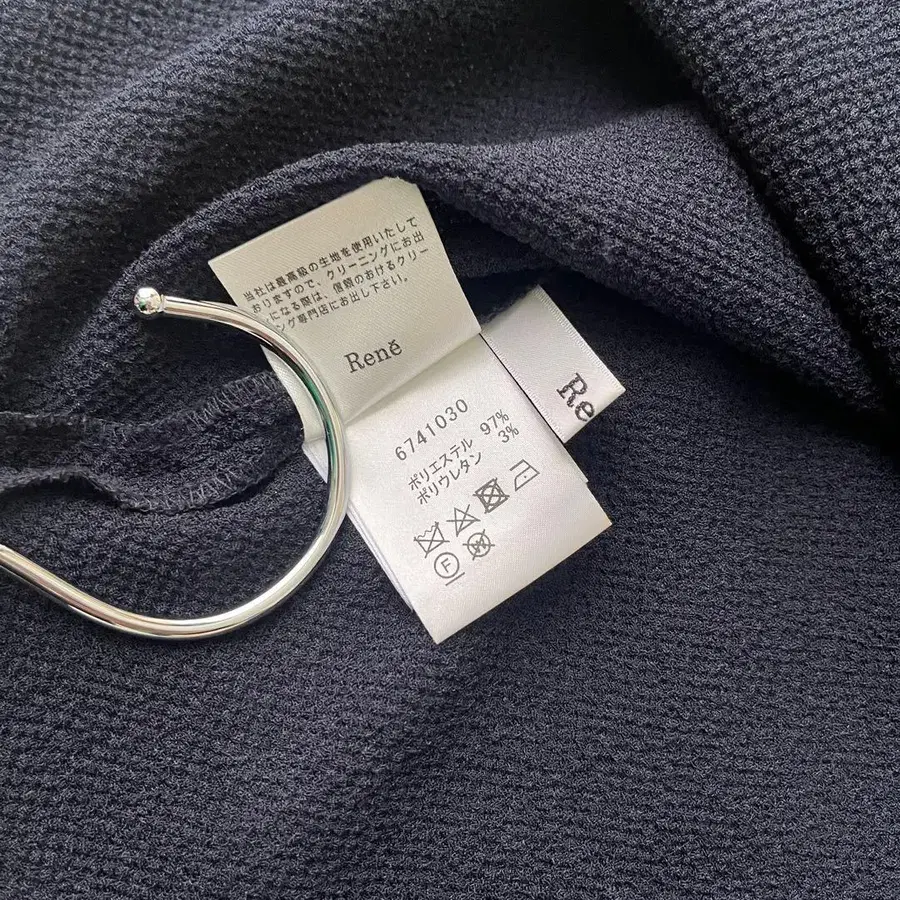 当社は最高級の生地を使用いたして
おりますので、クリーニングにお出
しになる際は、信頼のおけるクリー
ニング専門店にお出し下さい。
René
Re
6741030
ポリエステル 97%
ポリウレタン 3%
F
W